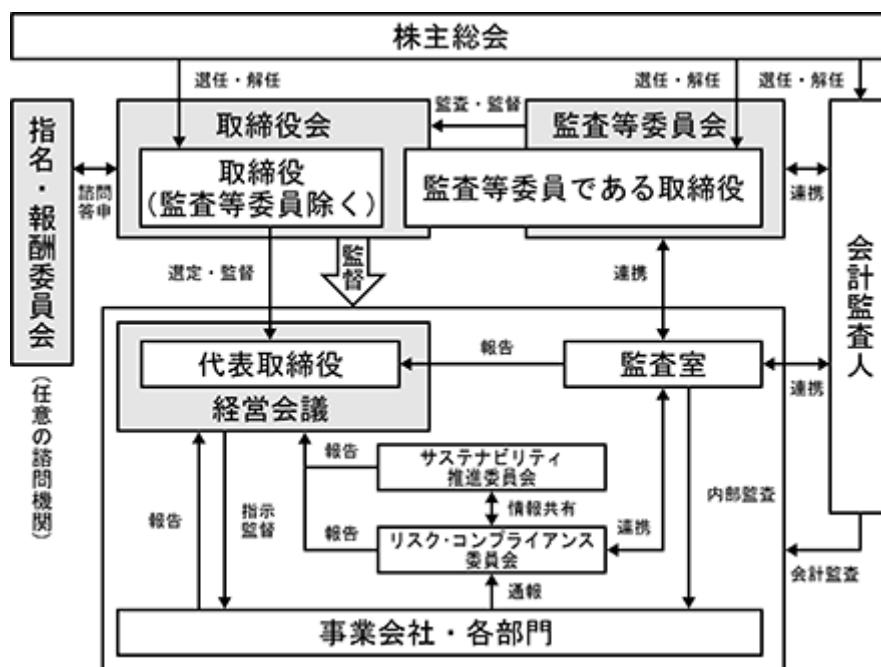 株主総会
選任・解任
選任・解任
選任・解任
指名・報酬委員会
（任意の諮問機関）
諮問
答申
取締役会
取締役
（監査等委員除く）
監査・監督
監査等委員会
監査等委員である取締役
連携
会計監査人
選定・監督
監督
連携
代表取締役
経営会議
報告
監査室
連携
報告
サステナビリティ
推進委員会
情報共有
報告
リスク・コンプライアンス
委員会
連携
内部監査
報告
指示
監督
通報
会計監査
事業会社・各部門